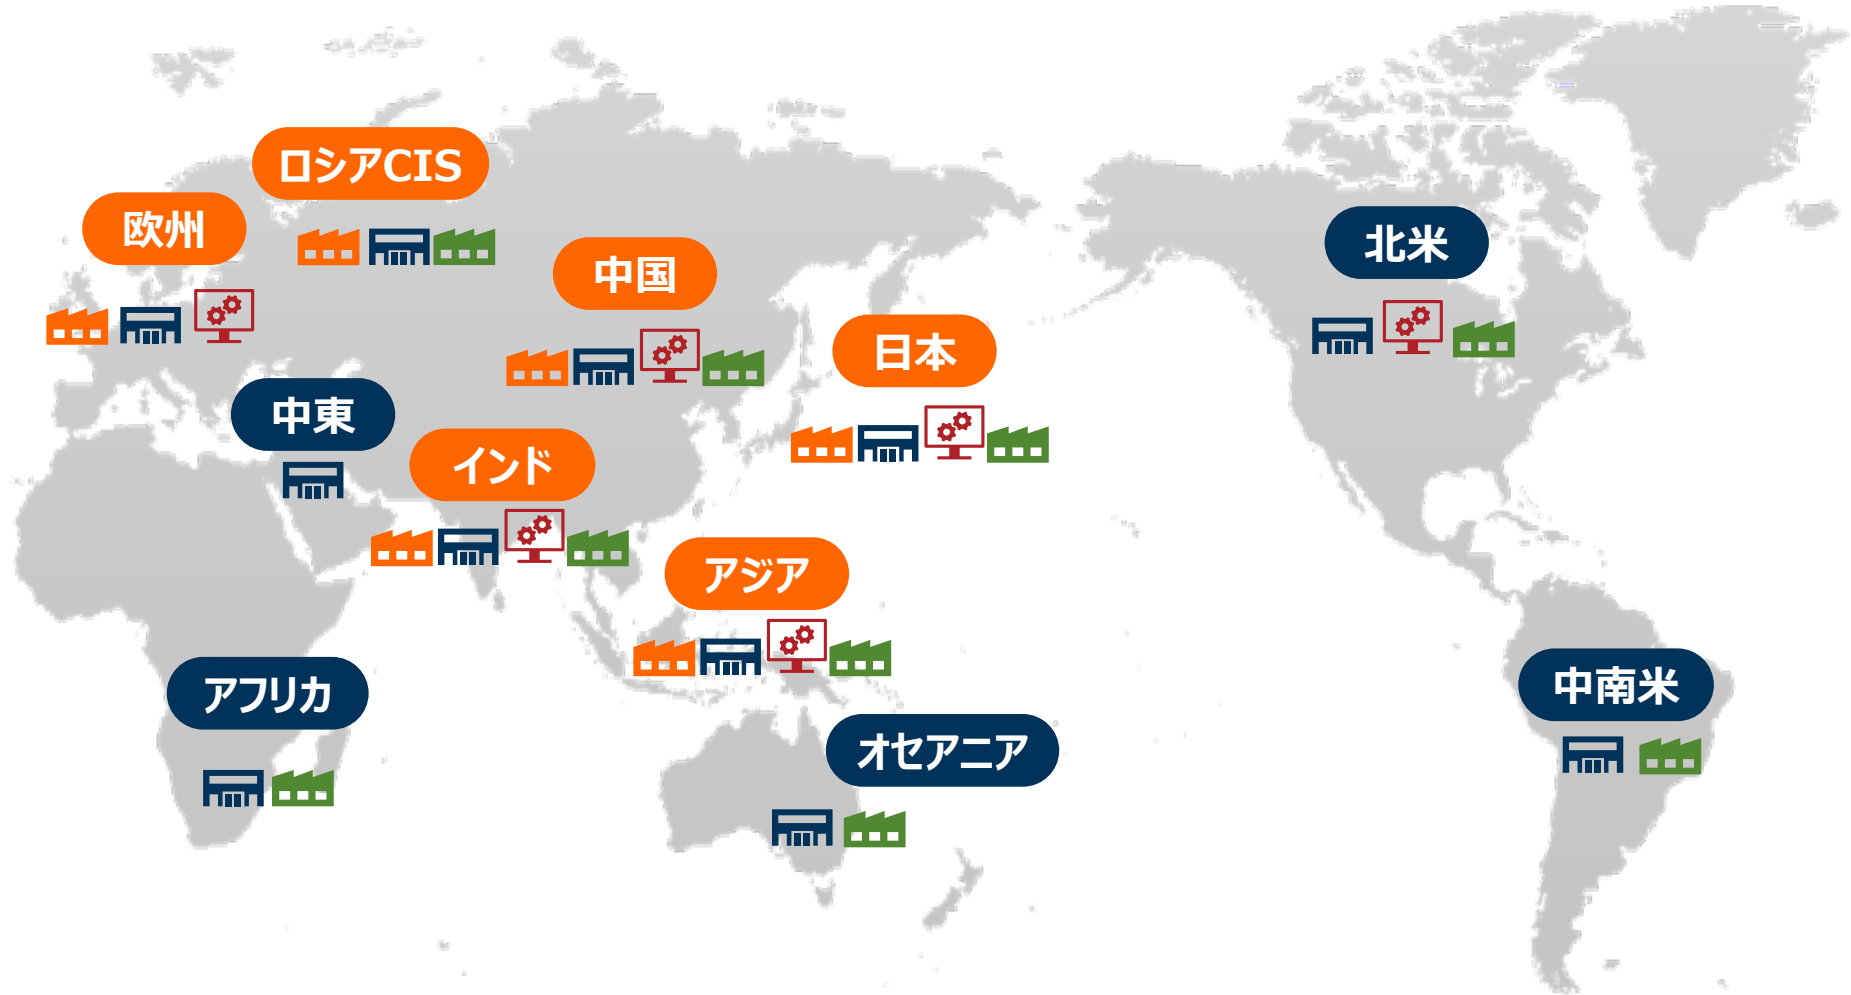 ロシアCIS
欧州
中国
北米
日本
中東
インド
アジア
アフリカ
中南米
オセアニア